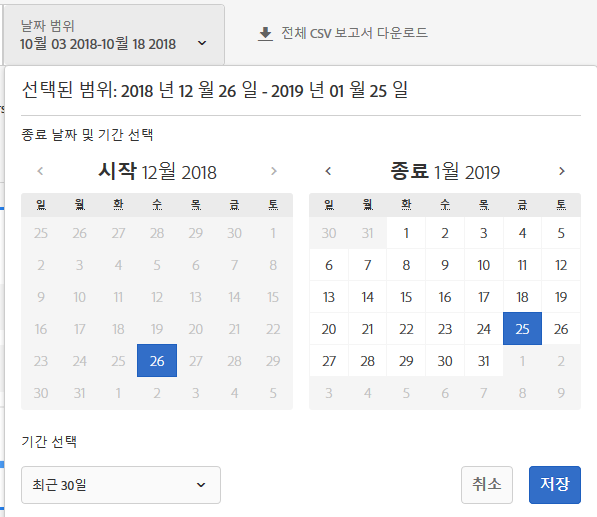 날짜 범위
10월 03 2018-10월 18 2018
전체 CSV 보고서 다운로드
선택된 범위: 2018 년 12 월 26 일 - 2019 년 01 월 25 일
종료 날짜 및 기간 선택
시작 12월 2018
일 월 화 수 목 금 토
25 26 27 28 29 30 1
2 3 4 5 6 7 8
9 10 11 12 13 14 15
16 17 18 19 20 21 22
23 24 25 26 27 28 29
30 31 1 2 3 4 5
종료 1월 2019
일 월 화 수 목 금 토
30 31 1 2 3 4 5
6 7 8 9 10 11 12
13 14 15 16 17 18 19
20 21 22 23 24 25 26
27 28 29 30 31 1 2
3 4 5 6 7 8 9
기간 선택
최근 30일
취소 저장